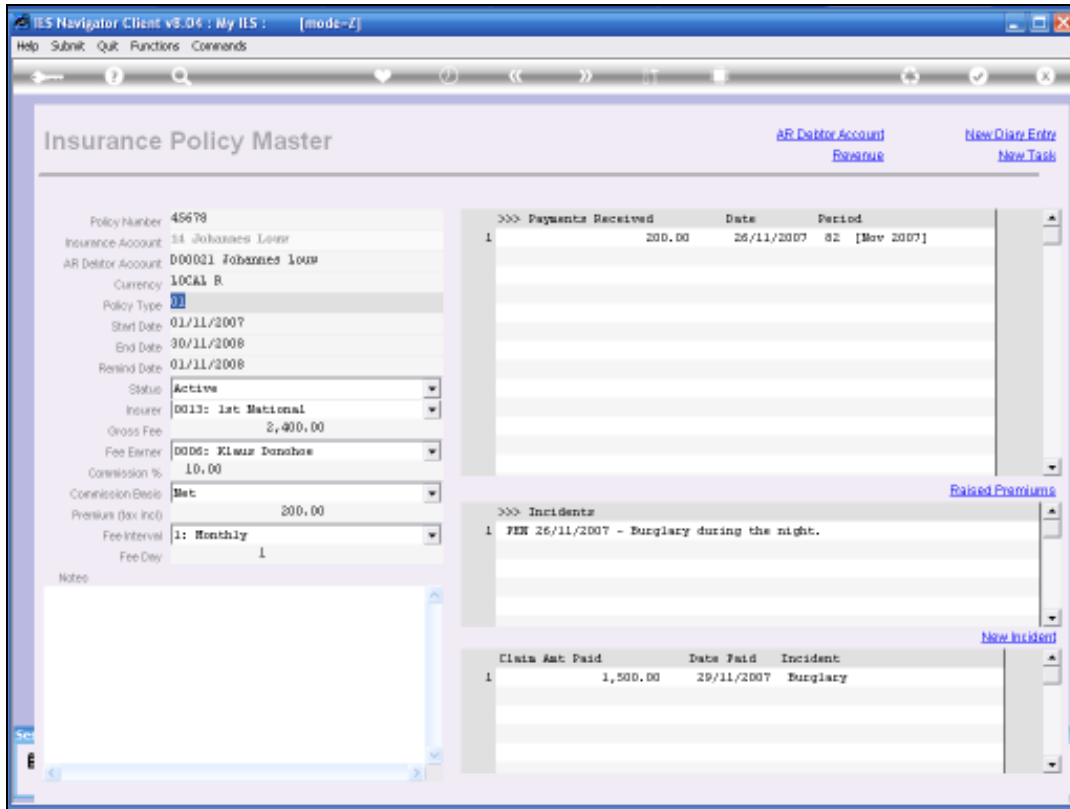 IES Navigator Client v8.04 : My IES : [mode=Z]
Help Submit Quit Functions Commands
Insurance Policy Master
AR Debtor Account
New Diary Entry
Revenue
New Task
Policy Number 45678
Insurance Account 14 Johannes Louw
AR Debtor Account D00021 Johannes Louw
Currency LOCAL R
Policy Type 01
Start Date 01/11/2007
End Date 30/11/2008
Remind Date 01/11/2008
Status Active
Insurer 0013: 1st National
Gross Fee 2,400.00
Fee Earner 0006: Klaus Donohoe
Commission % 10.00
Commission Basis Net
Premium (tax incl) 200.00
Fee Interval 1: Monthly
Fee Day 1
Notes
>>> Payments Received Date Period
1 200.00 26/11/2007 82 [Nov 2007]
Raised Premiums
>>> Incidents
1 PEN 26/11/2007 - Burglary during the night.
New Incident
Claim Amt Paid Date Paid Incident
1 1,500.00 29/11/2007 Burglary